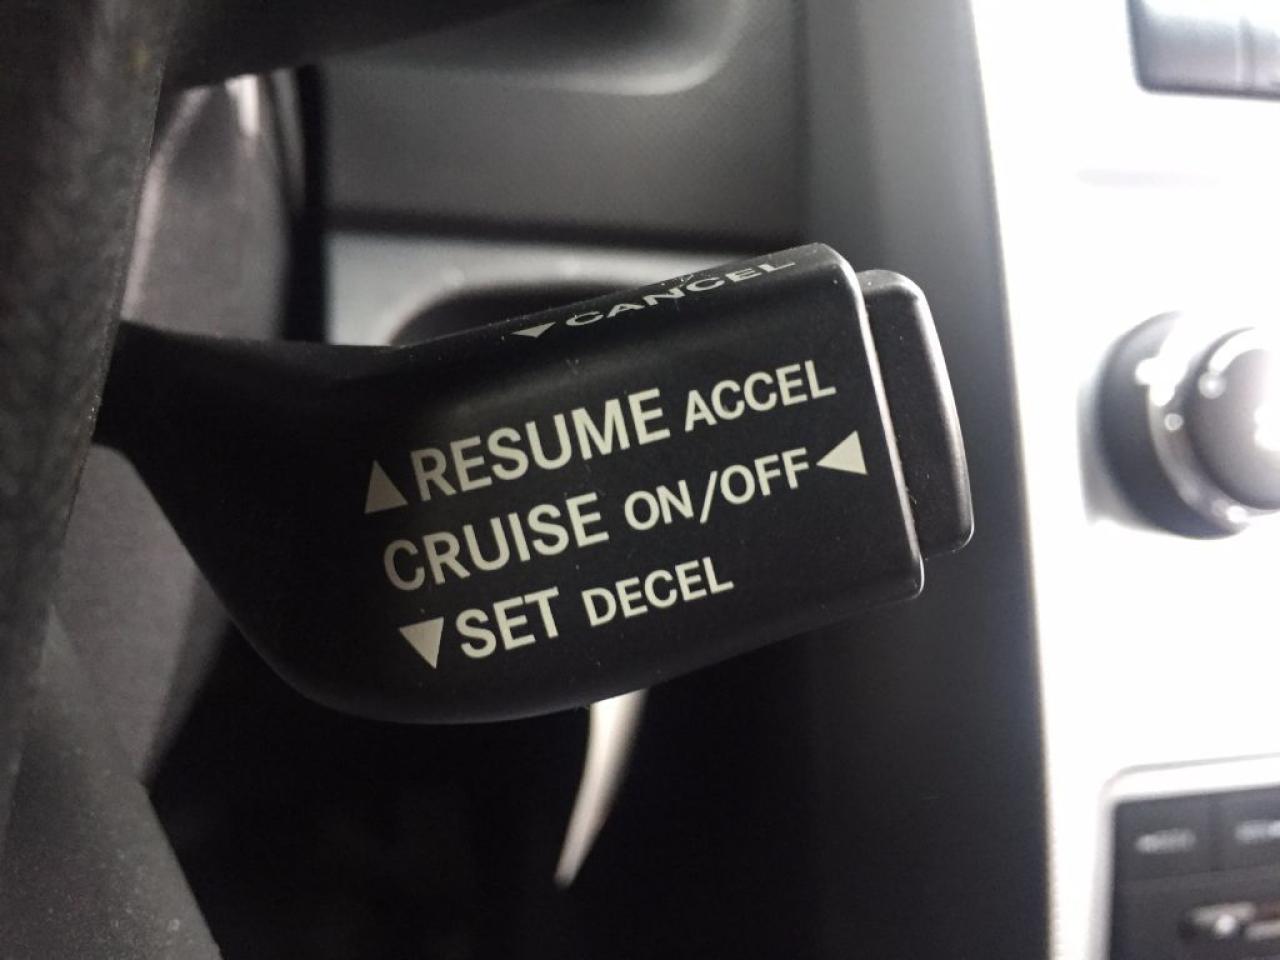 ▼CANCEL
▲RESUME ACCEL
CRUISE ON/OFF◀
▼SET DECEL